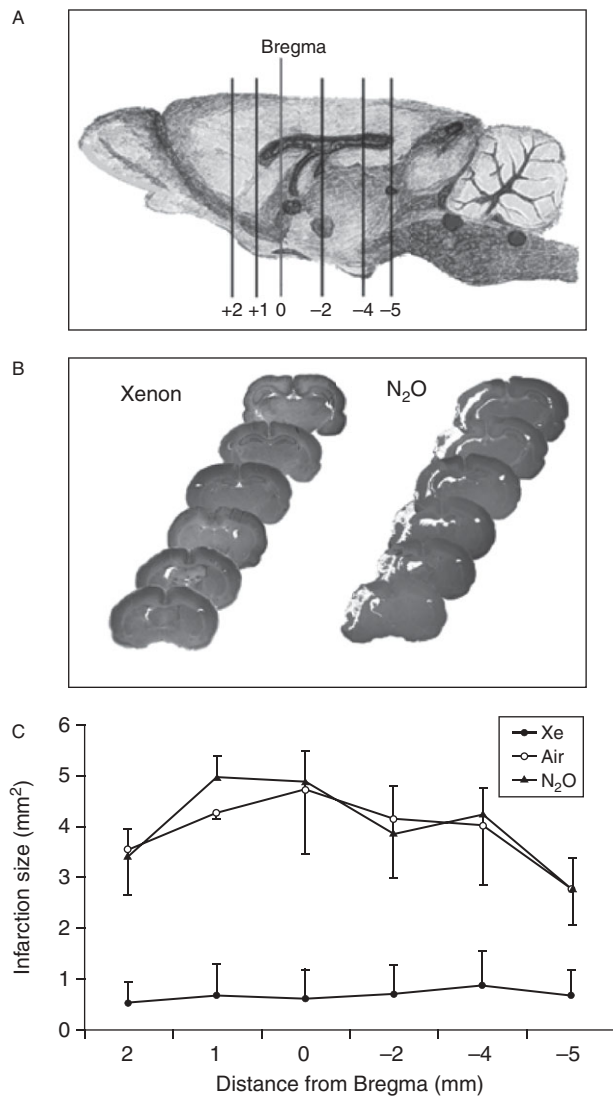 A
Bregma
+2 +1 0 –2 –4 –5
B
Xenon N₂O
C
6
5
4
3
2
1
0
Infarction size (mm²)
Xe
Air
N₂O
2 1 0 –2 –4 –5
Distance from Bregma (mm)